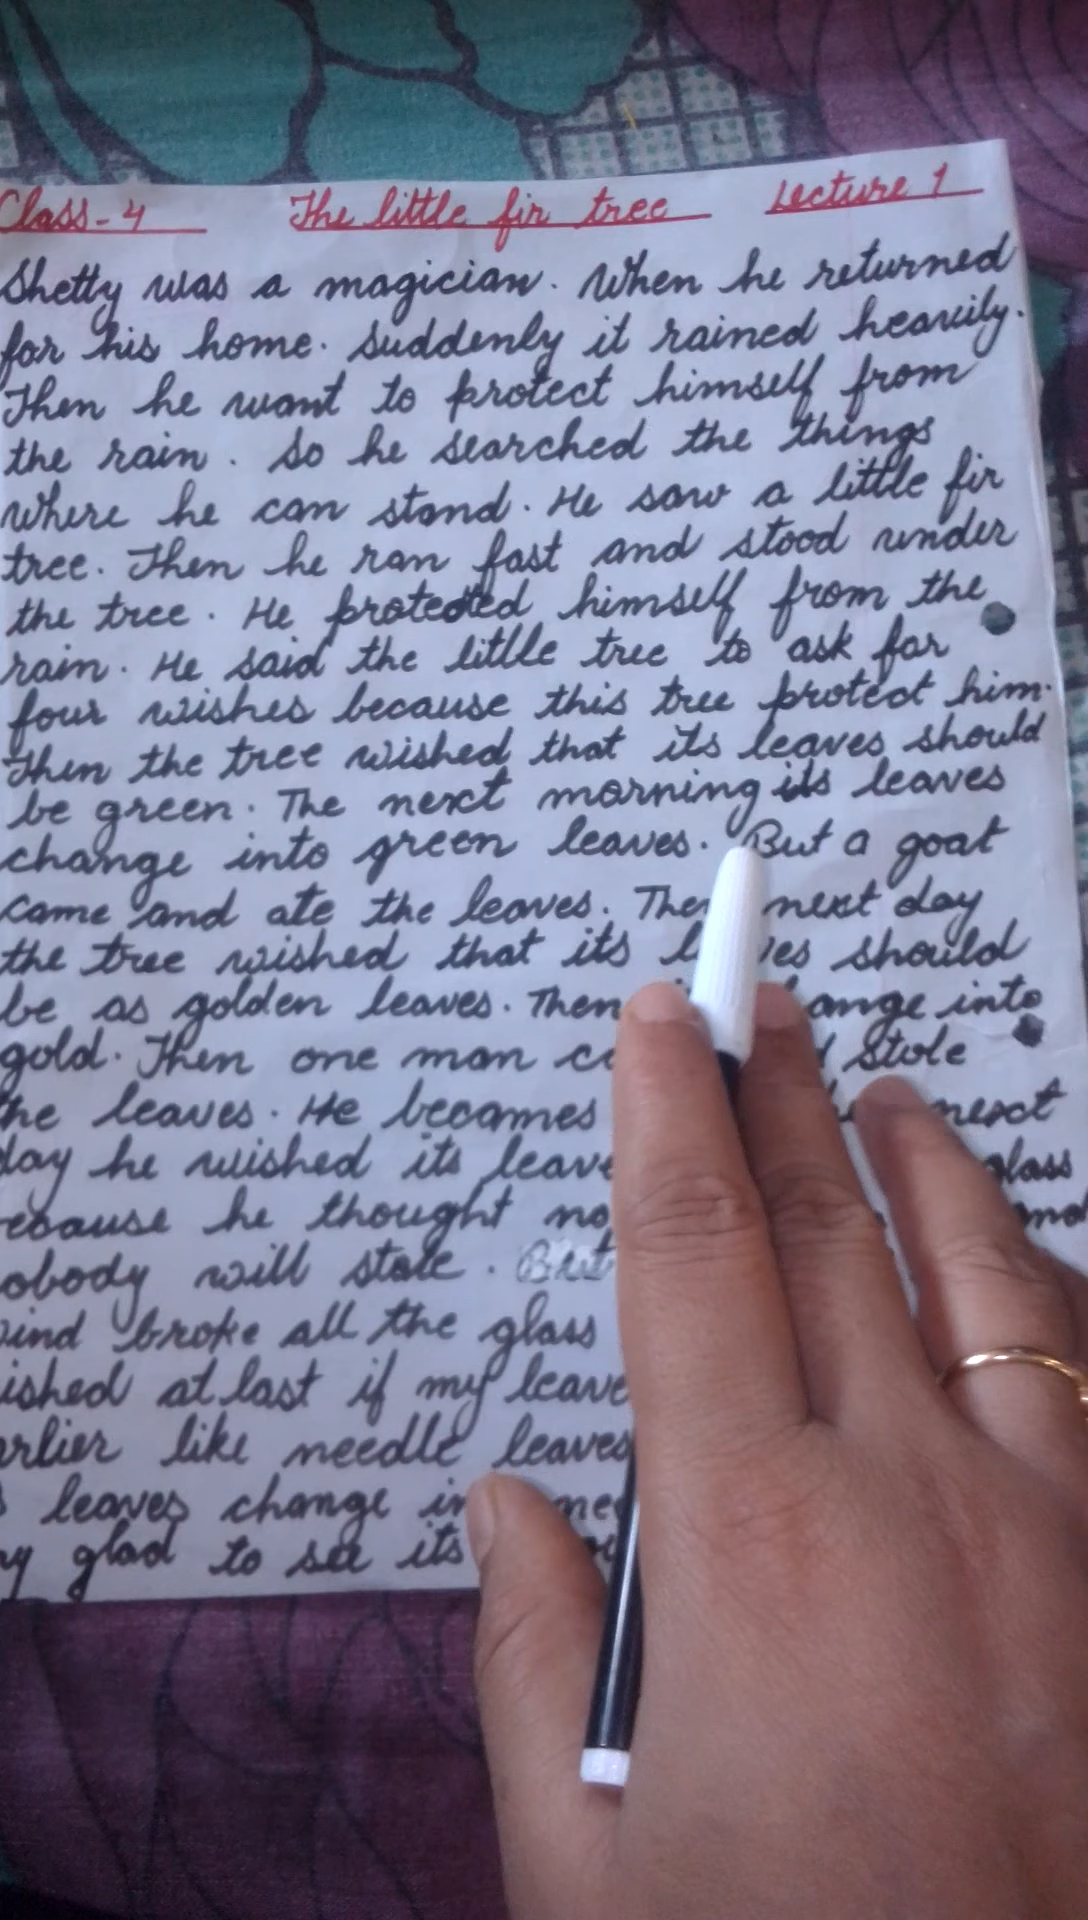 Class-4 The little fir tree Lecture 1
Shetty was a magician. When he returned
for his home. Suddenly it rained heavily.
Then he want to protect himself from
the rain. So he searched the things
where he can stand. He saw a little fir
tree. Then he ran fast and stood under
the tree. He protected himself from the
rain. He said the little tree to ask for
four wishes because this tree protect him.
Then the tree wished that its leaves should
be green. The next morning its leaves
change into green leaves. But a goat
came and ate the leaves. The next day
the tree wished that its should
be as golden leaves. Then into
gold. Then one man stole
the leaves. He becomes next
day he wished its glass
because he thought
nobody will stole. But
wind broke all the glass
wished at last if my
earlier like needle leaves
leaves change
glad to see its